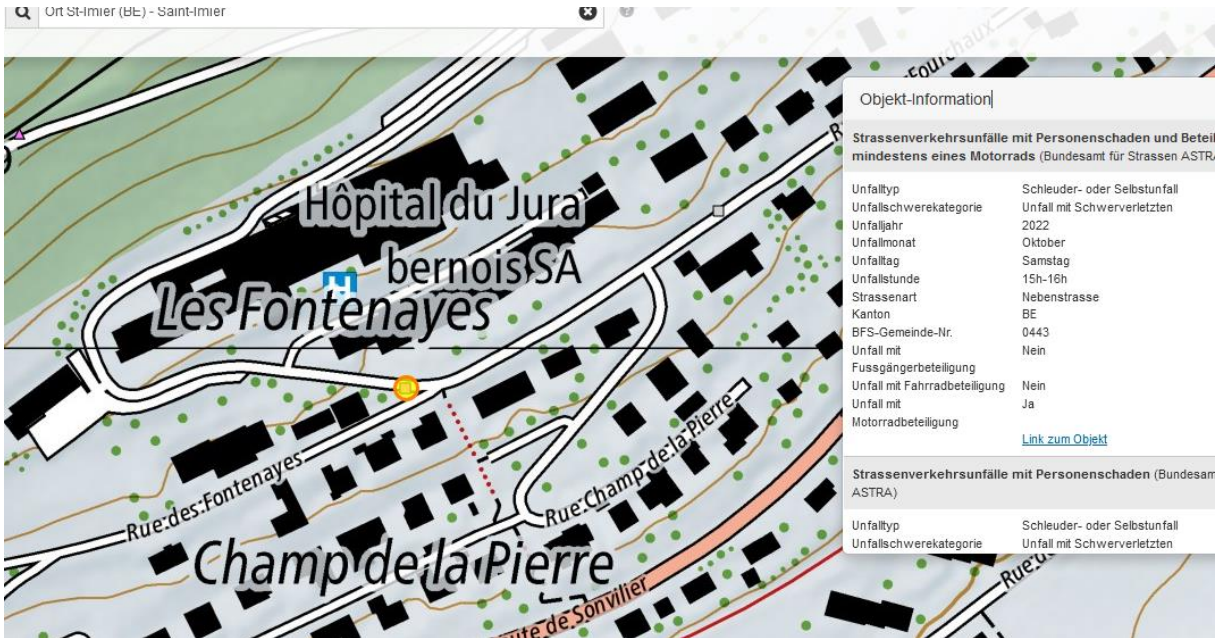 Ort St-Imier (BE) - Saint-Imier
Fourchaux
Objekt-Information
Strassenverkehrsunfälle mit Personenschaden und Beteil
mindestens eines Motorrads (Bundesamt für Strassen ASTRA
Unfalltyp Schleuder- oder Selbstunfall
Unfallschwerekategorie Unfall mit Schwerverletzten
Unfalljahr 2022
Unfallmonat Oktober
Unfalltag Samstag
Unfallstunde 15h-16h
Strassenart Nebenstrasse
Kanton BE
BFS-Gemeinde-Nr. 0443
Unfall mit Nein
Fussgängerbeteiligung
Unfall mit Fahrradbeteiligung Nein
Unfall mit Ja
Motorradbeteiligung
Link zum Objekt
Strassenverkehrsunfälle mit Personenschaden (Bundesam
ASTRA)
Unfalltyp Schleuder- oder Selbstunfall
Unfallschwerekategorie Unfall mit Schwerverletzten
Hôpital du Jura
bernois SA
H
Les Fontenayes
Rue des Fontenayes
Rue Champ de la Pierre
Champ de la Pierre
ute de Sonvilier
Rue d